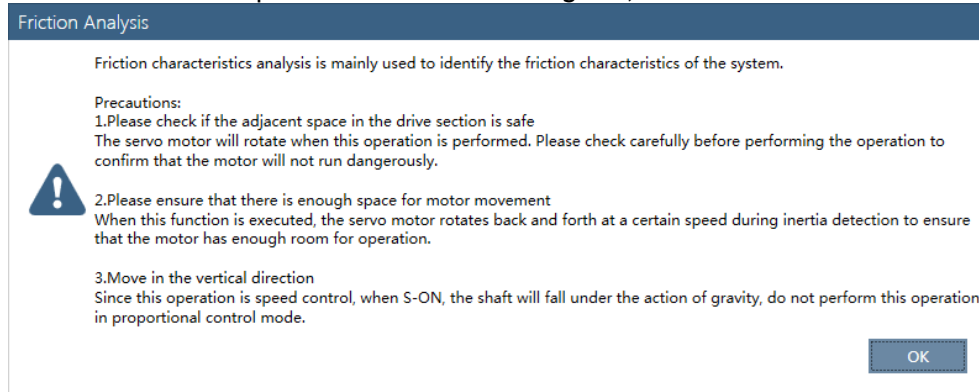 Friction Analysis
Friction characteristics analysis is mainly used to identify the friction characteristics of the system.
Precautions:
1.Please check if the adjacent space in the drive section is safe
The servo motor will rotate when this operation is performed. Please check carefully before performing the operation to
confirm that the motor will not run dangerously.
2.Please ensure that there is enough space for motor movement
When this function is executed, the servo motor rotates back and forth at a certain speed during inertia detection to ensure
that the motor has enough room for operation.
3.Move in the vertical direction
Since this operation is speed control, when S-ON, the shaft will fall under the action of gravity, do not perform this operation
in proportional control mode.
OK